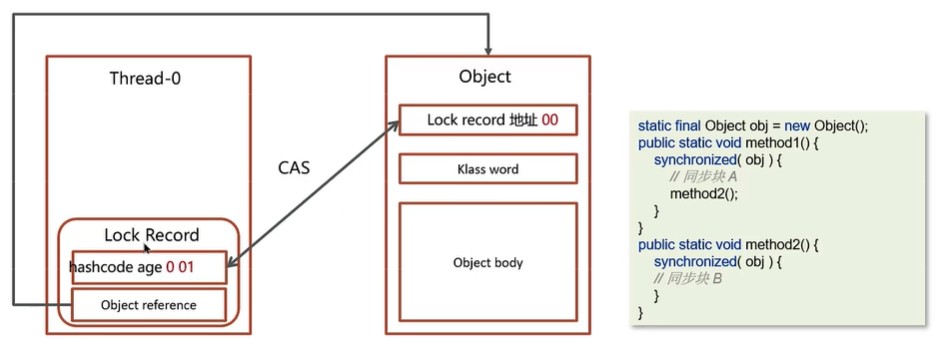 Thread-0
Object
Lock record 地址 00
CAS
Klass word
Lock Record
hashcode age 0 01
Object body
Object reference
static final Object obj = new Object();
public static void method1() {
synchronized( obj ) {
// 同步块 A
method2();
}
}
public static void method2() {
synchronized( obj ) {
// 同步块 B
}
}